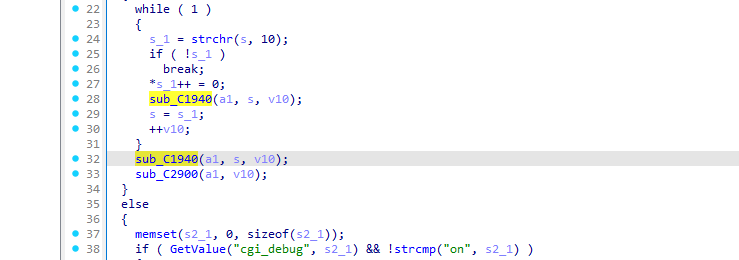 22 while ( 1 )
23 {
24 s_1 = strchr(s, 10);
25 if ( !s_1 )
26 break;
27 *s_1++ = 0;
28 sub_C1940(a1, s, v10);
29 s = s_1;
30 ++v10;
31 }
32 sub_C1940(a1, s, v10);
33 sub_C2900(a1, v10);
34 }
35 else
36 {
37 memset(s2_1, 0, sizeof(s2_1));
38 if ( GetValue("cgi_debug", s2_1) && !strcmp("on", s2_1) )